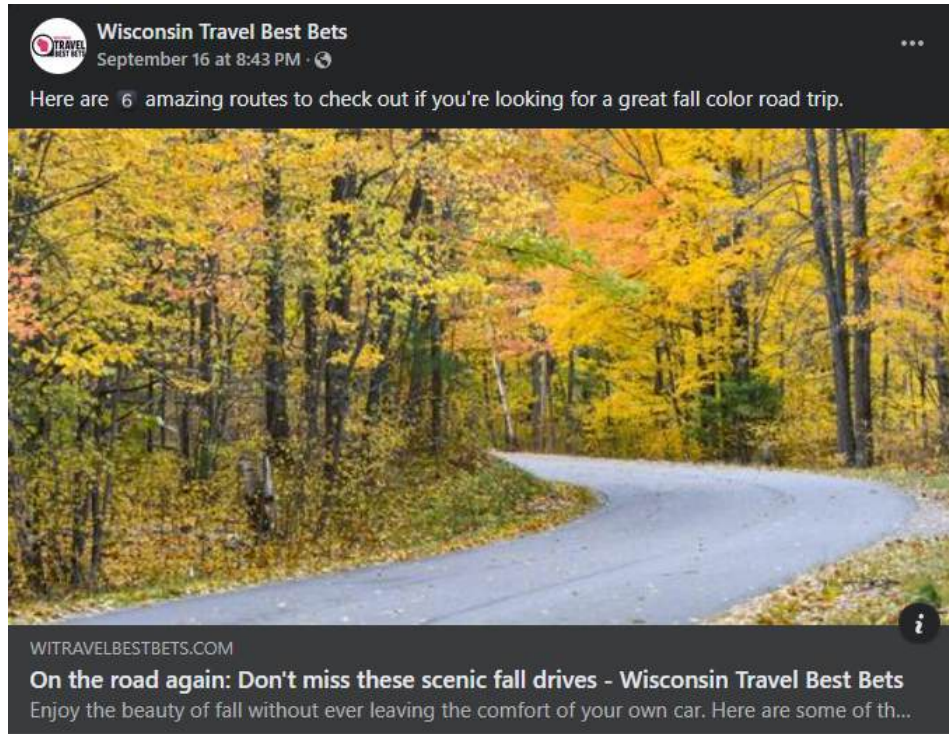 Wisconsin Travel Best Bets
TRAVEL
BEST BETS
September 16 at 8:43 PM ·
Here are 6 amazing routes to check out if you're looking for a great fall color road trip.
WITRAVELBESTBETS.COM
On the road again: Don't miss these scenic fall drives - Wisconsin Travel Best Bets
Enjoy the beauty of fall without ever leaving the comfort of your own car. Here are some of th...